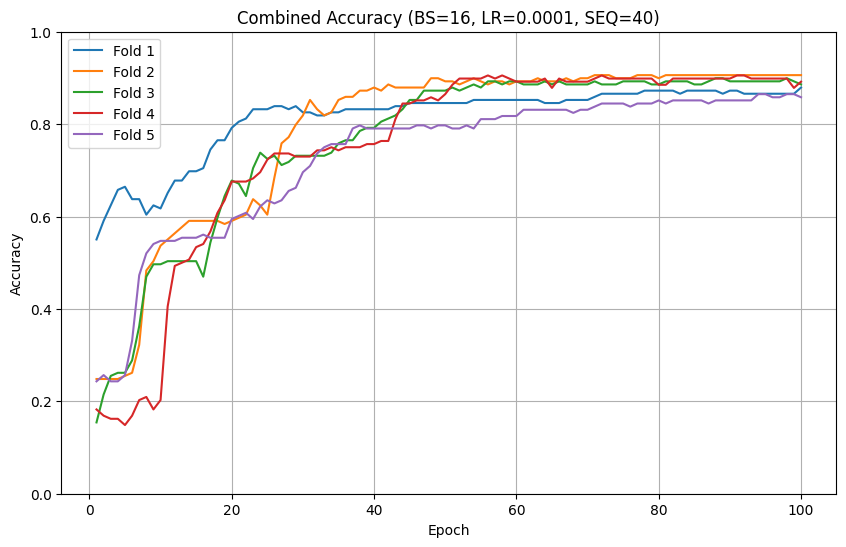 Combined Accuracy (BS=16, LR=0.0001, SEQ=40)
Fold 1
Fold 2
Fold 3
Fold 4
Fold 5
Accuracy
1.0
0.8
0.6
0.4
0.2
0.0
0
20
40
60
80
100
Epoch